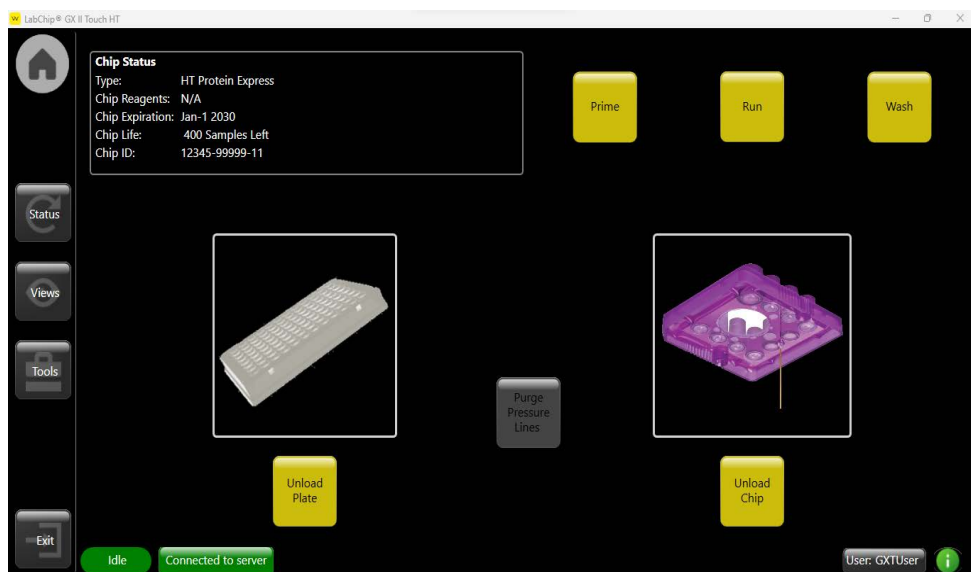 LabChip® GX II Touch HT
Chip Status
Type: HT Protein Express
Chip Reagents: N/A
Chip Expiration: Jan-1 2030
Chip Life: 400 Samples Left
Chip ID: 12345-99999-11
Prime
Run
Wash
Status
Views
Tools
Purge
Pressure
Lines
Unload
Plate
Unload
Chip
Exit
Idle
Connected to server
User: GXTUser